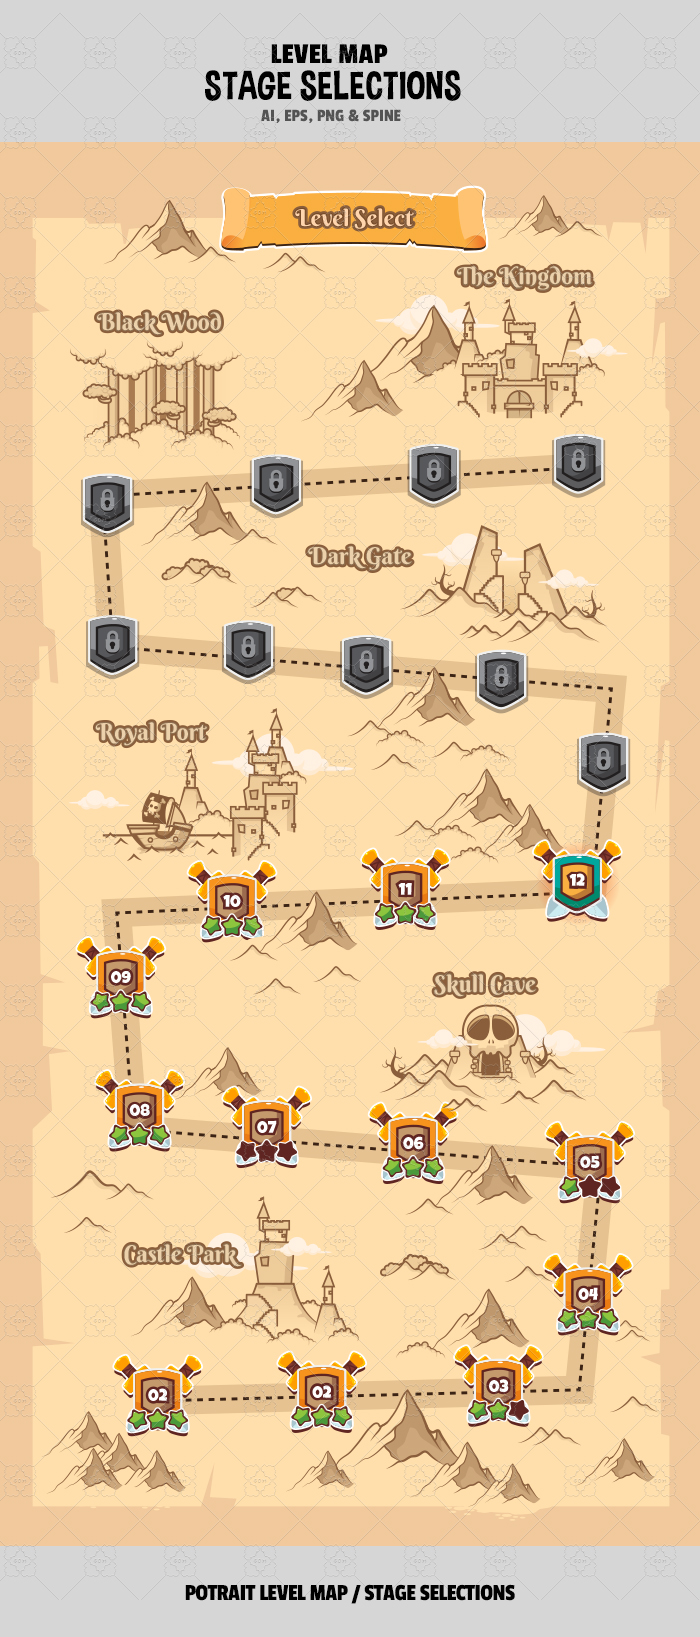 LEVEL MAP
STAGE SELECTIONS
AI, EPS, PNG & SPINE
Level Select
The Kingdom
Black Wood
Dark Gate
Royal Port
12
11
10
09
Skull Cave
08
07
06
05
Castle Park
04
03
02
02
POTRAIT LEVEL MAP / STAGE SELECTIONS